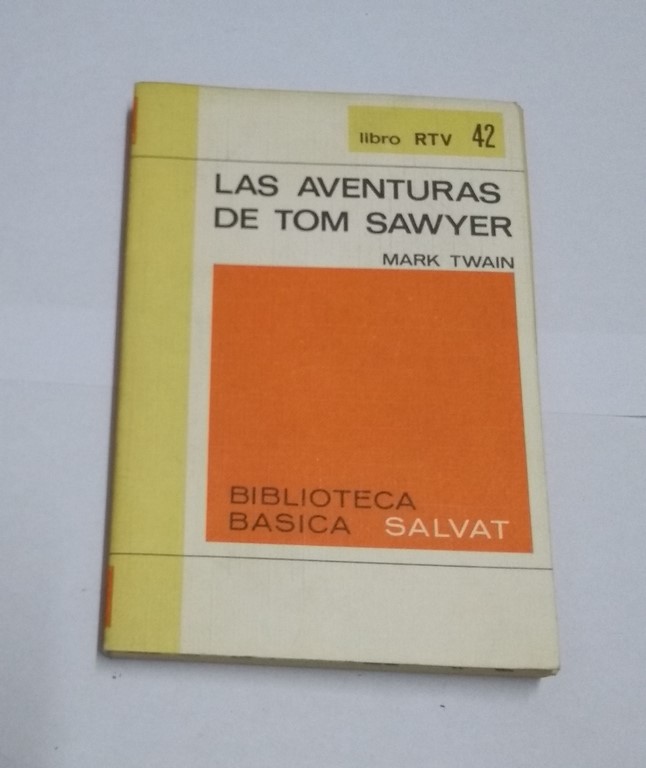 libro RTV 42
LAS AVENTURAS
DE TOM SAWYER
MARK TWAIN
BIBLIOTECA
BASICA SALVAT